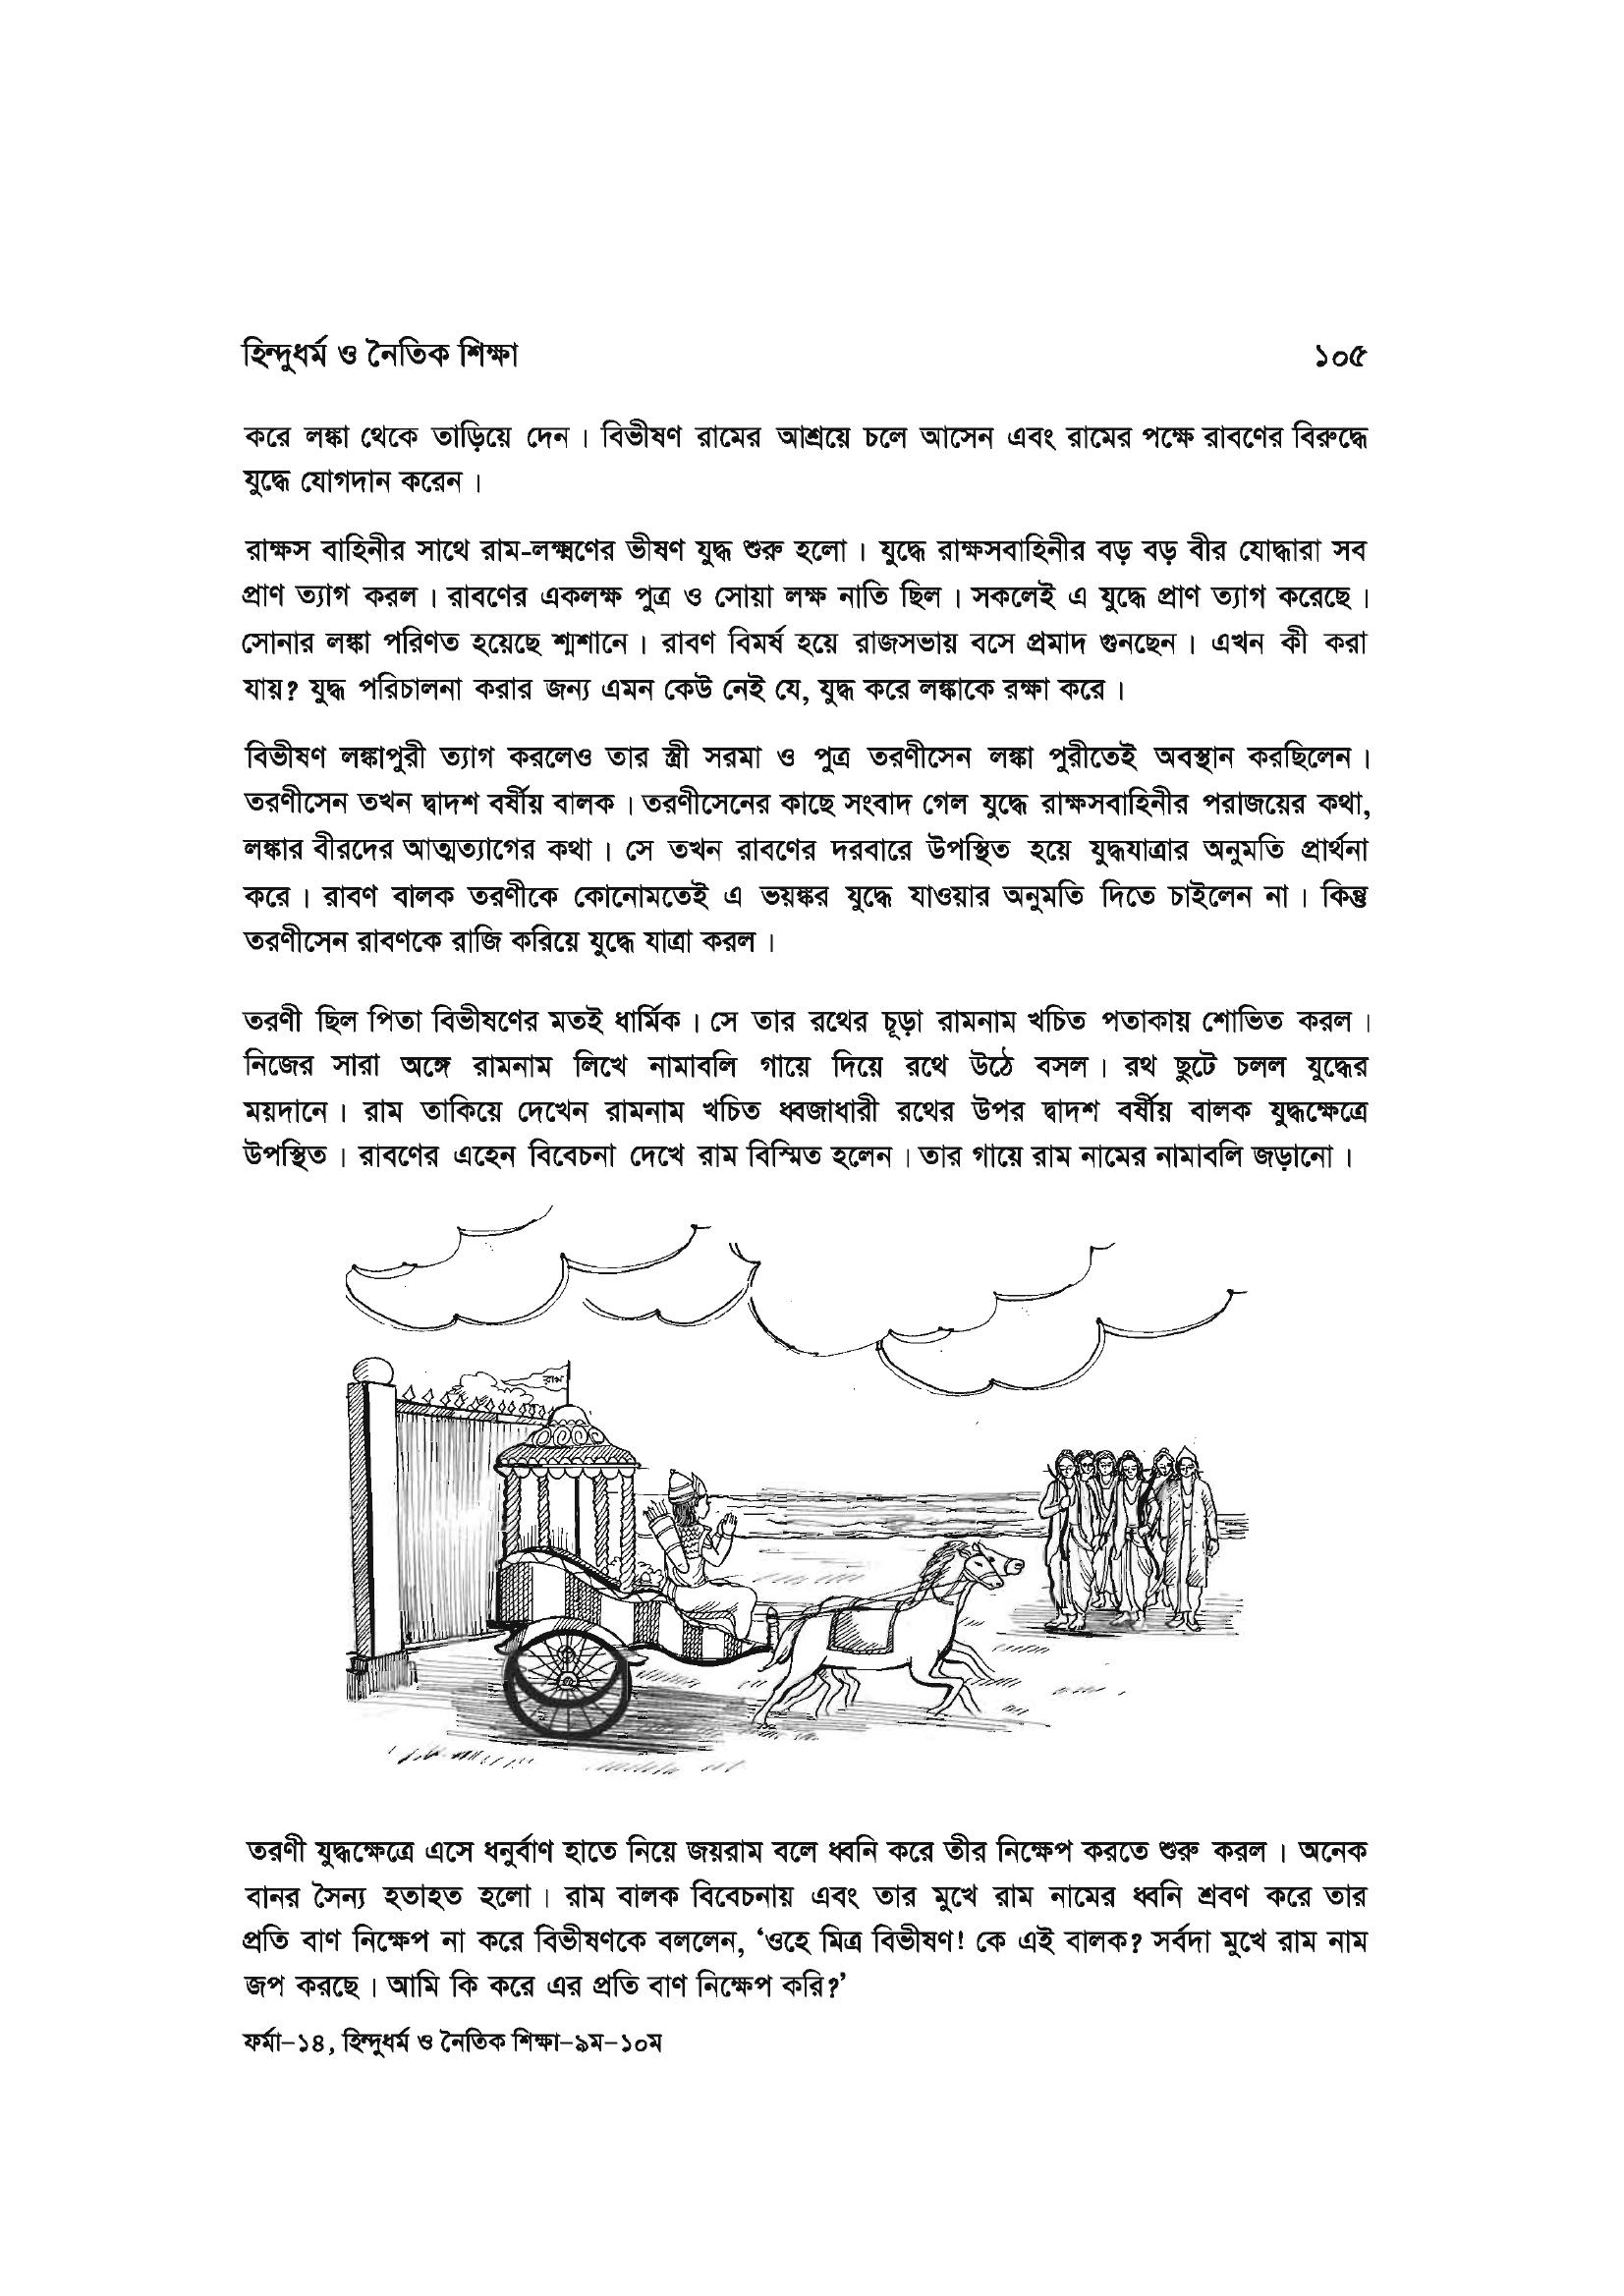 হিন্দুধর্ম ও নৈতিক শিক্ষা ১০৫
করে লঙ্কা থেকে তাড়িয়ে দেন। বিভীষণ রামের আশ্রয়ে চলে আসেন এবং রামের পক্ষে রাবণের বিরুদ্ধে
যুদ্ধে যোগদান করেন।
রাক্ষস বাহিনীর সাথে রাম-লক্ষ্মণের ভীষণ যুদ্ধ শুরু হলো। যুদ্ধে রাক্ষসবাহিনীর বড় বড় বীর যোদ্ধারা সব
প্রাণ ত্যাগ করল। রাবণের একলক্ষ পুত্র ও সোয়া লক্ষ নাতি ছিল। সকলেই এ যুদ্ধে প্রাণ ত্যাগ করেছে।
সোনার লঙ্কা পরিণত হয়েছে শ্মশানে। রাবণ বিমর্ষ হয়ে রাজসভায় বসে প্রমাদ গুনছেন। এখন কী করা
যায়? যুদ্ধ পরিচালনা করার জন্য এমন কেউ নেই যে, যুদ্ধ করে লঙ্কাকে রক্ষা করে।
বিভীষণ লঙ্কাপুরী ত্যাগ করলেও তার স্ত্রী সরমা ও পুত্র তরণীসেন লঙ্কা পুরীতেই অবস্থান করছিলেন।
তরণীসেন তখন দ্বাদশ বর্ষীয় বালক। তরণীসেনের কাছে সংবাদ গেল যুদ্ধে রাক্ষসবাহিনীর পরাজয়ের কথা,
লঙ্কার বীরদের আত্মত্যাগের কথা। সে তখন রাবণের দরবারে উপস্থিত হয়ে যুদ্ধযাত্রার অনুমতি প্রার্থনা
করে। রাবণ বালক তরণীকে কোনোমতেই এ ভয়ঙ্কর যুদ্ধে যাওয়ার অনুমতি দিতে চাইলেন না। কিন্তু
তরণীসেন রাবণকে রাজি করিয়ে যুদ্ধে যাত্রা করল।
তরণী ছিল পিতা বিভীষণের মতই ধার্মিক। সে তার রথের চূড়া রামনাম খচিত পতাকায় শোভিত করল।
নিজের সারা অঙ্গে রামনাম লিখে নামাবলি গায়ে দিয়ে রথে উঠে বসল। রথ ছুটে চলল যুদ্ধের
ময়দানে। রাম তাকিয়ে দেখেন রামনাম খচিত ধ্বজাধারী রথের উপর দ্বাদশ বর্ষীয় বালক যুদ্ধক্ষেত্রে
উপস্থিত। রাবণের এহেন বিবেচনা দেখে রাম বিস্মিত হলেন। তার গায়ে রাম নামের নামাবলি জড়ানো।
রাম
তরণী যুদ্ধক্ষেত্রে এসে ধনুর্বাণ হাতে নিয়ে জয়রাম বলে ধ্বনি করে তীর নিক্ষেপ করতে শুরু করল। অনেক
বানর সৈন্য হতাহত হলো। রাম বালক বিবেচনায় এবং তার মুখে রাম নামের ধ্বনি শ্রবণ করে তার
প্রতি বাণ নিক্ষেপ না করে বিভীষণকে বললেন, ‘ওহে মিত্র বিভীষণ! কে এই বালক? সর্বদা মুখে রাম নাম
জপ করছে। আমি কি করে এর প্রতি বাণ নিক্ষেপ করি?’
ফর্মা–১৪, হিন্দুধর্ম ও নৈতিক শিক্ষা–৯ম–১০ম